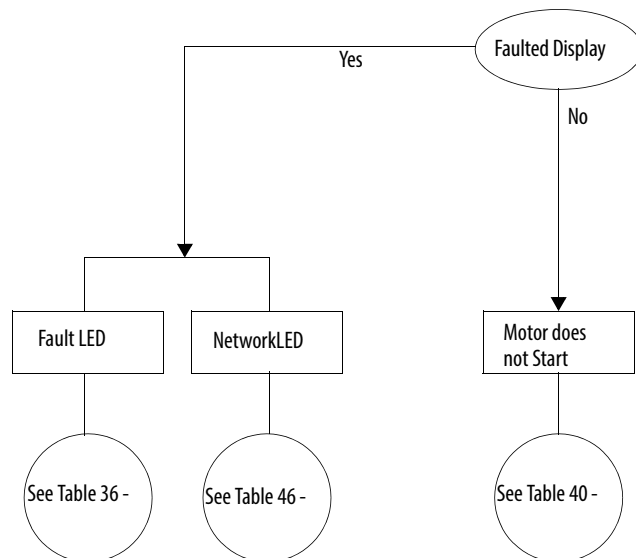 Faulted Display
Yes
No
Fault LED
NetworkLED
Motor does
not Start
See Table 36 -
See Table 46 -
See Table 40 -